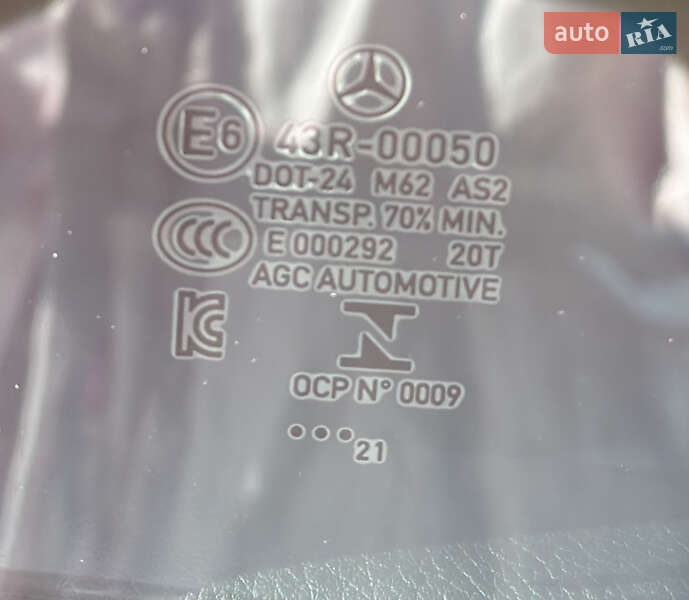 auto RIA.com
E6 43R-00050
DOT-24 M62 AS2
TRANSP. 70% MIN.
CCC E 000292 20T
AGC AUTOMOTIVE
KC
N
OCP N° 0009
21